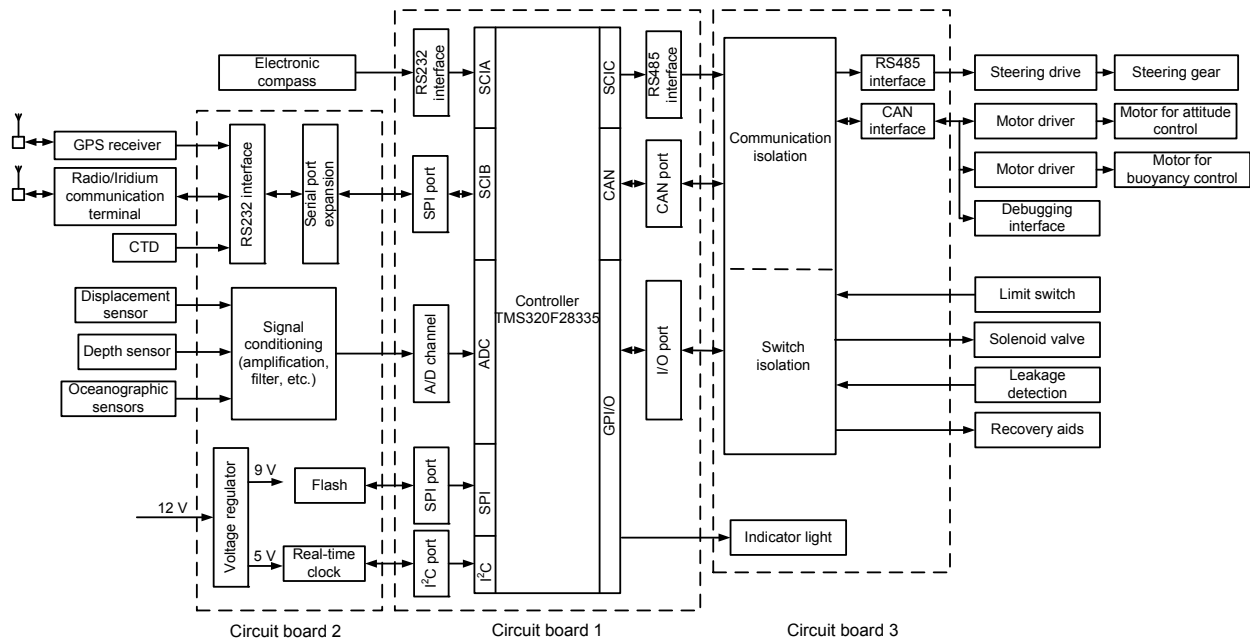 Electronic
compass
GPS receiver
Radio/Iridium
communication
terminal
CTD
Displacement
sensor
Depth sensor
Oceanographic
sensors
12 V
RS232 interface
Serial port
expansion
Signal
conditioning
(amplification,
filter, etc.)
Voltage regulator
9 V
5 V
Flash
Real-time
clock
Circuit board 2
RS232
interface
SPI port
A/D channel
SPI port
I²C port
SCIA
SCIB
ADC
SPI
I²C
Controller
TMS320F28335
SCIC
CAN
GPI/O
RS485
interface
CAN port
I/O port
Circuit board 1
Communication
isolation
Switch
isolation
RS485
interface
CAN
interface
Indicator light
Circuit board 3
Steering drive
Steering gear
Motor driver
Motor for attitude
control
Motor driver
Motor for
buoyancy control
Debugging
interface
Limit switch
Solenoid valve
Leakage
detection
Recovery aids